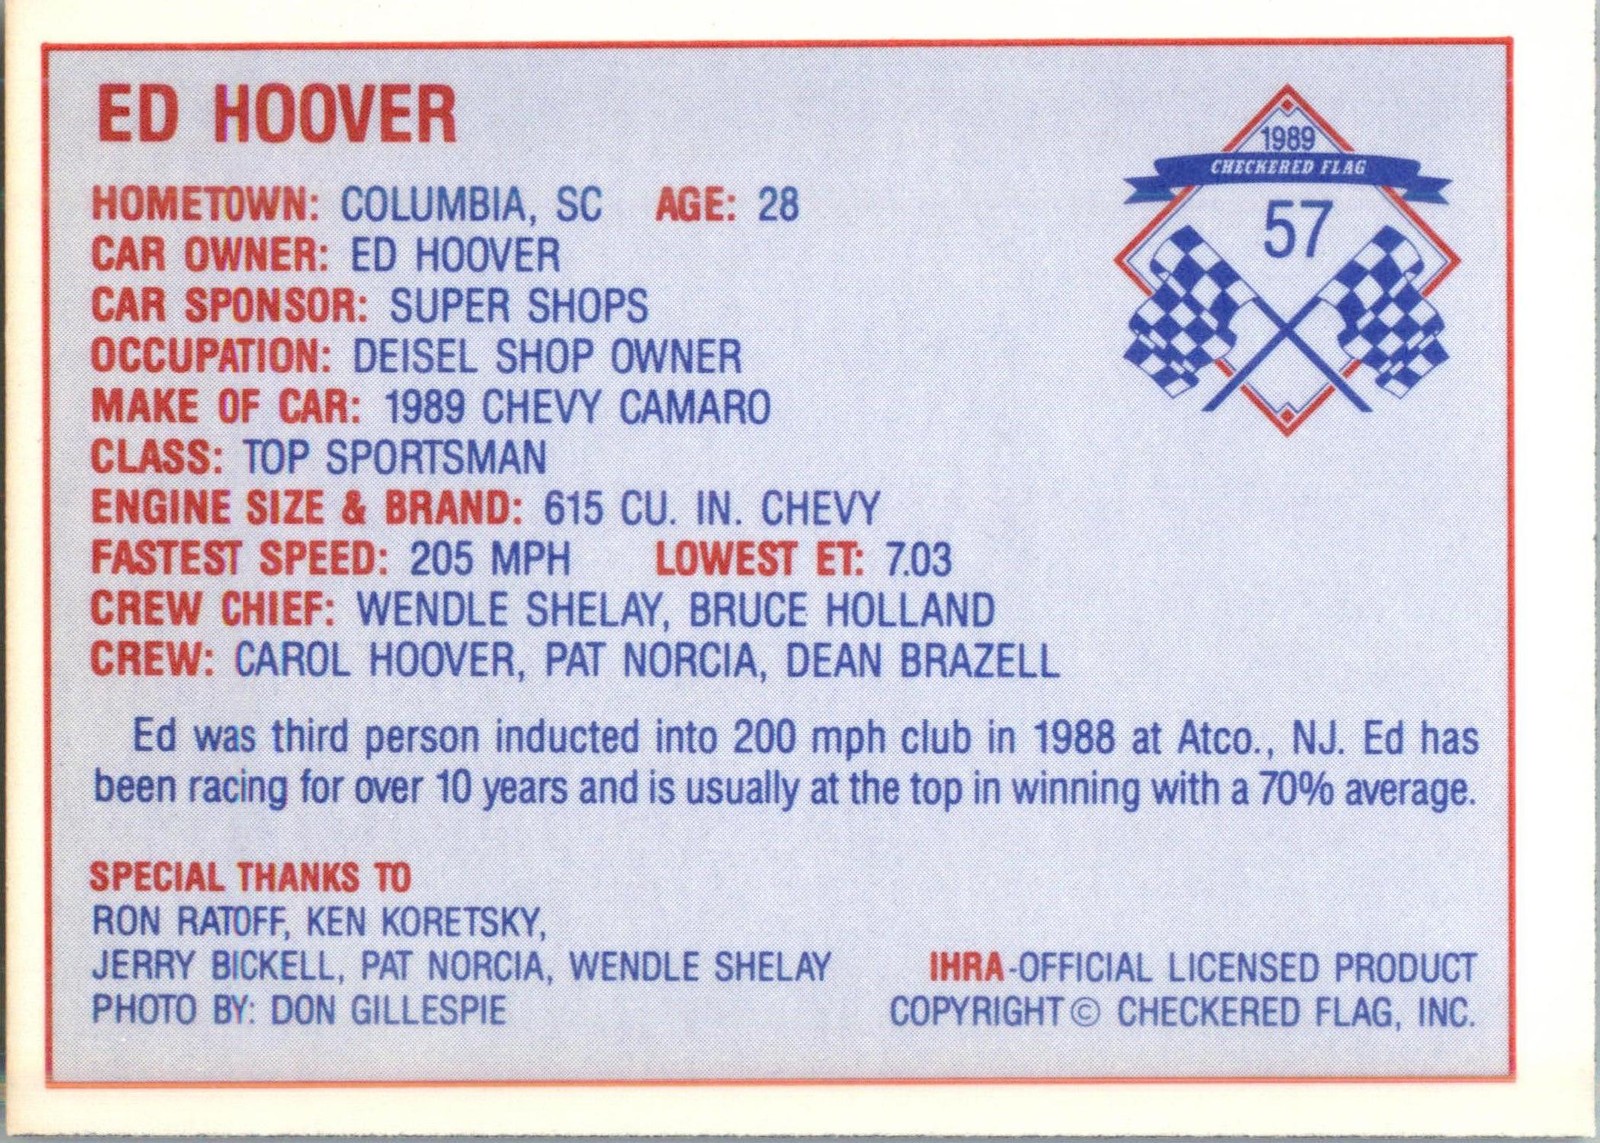 ED HOOVER
1989
CHECKERED FLAG
57
HOMETOWN: COLUMBIA, SC AGE: 28
CAR OWNER: ED HOOVER
CAR SPONSOR: SUPER SHOPS
OCCUPATION: DEISEL SHOP OWNER
MAKE OF CAR: 1989 CHEVY CAMARO
CLASS: TOP SPORTSMAN
ENGINE SIZE & BRAND: 615 CU. IN. CHEVY
FASTEST SPEED: 205 MPH LOWEST ET: 7.03
CREW CHIEF: WENDLE SHELAY, BRUCE HOLLAND
CREW: CAROL HOOVER, PAT NORCIA, DEAN BRAZELL
Ed was third person inducted into 200 mph club in 1988 at Atco., NJ. Ed has
been racing for over 10 years and is usually at the top in winning with a 70% average.
SPECIAL THANKS TO
RON RATOFF, KEN KORETSKY,
JERRY BICKELL, PAT NORCIA, WENDLE SHELAY
PHOTO BY: DON GILLESPIE
IHRA-OFFICIAL LICENSED PRODUCT
COPYRIGHT © CHECKERED FLAG, INC.